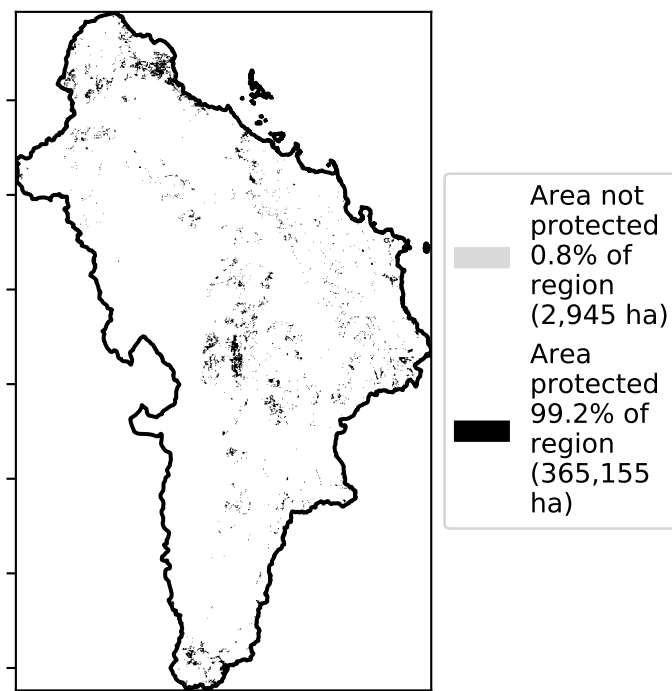 Area not
protected
0.8% of
region
(2,945 ha)
Area
protected
99.2% of
region
(365,155
ha)